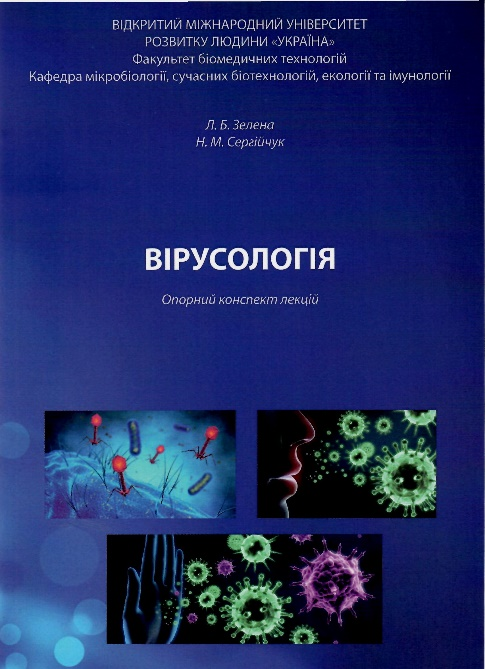 ВІДКРИТИЙ МІЖНАРОДНИЙ УНІВЕРСИТЕТ
РОЗВИТКУ ЛЮДИНИ «УКРАЇНА»
Факультет біомедичних технологій
Кафедра мікробіології, сучасних біотехнологій, екології та імунології
Л. Б. Зелена
Н. М. Сергійчук
ВІРУСОЛОГІЯ
Опорний конспект лекцій